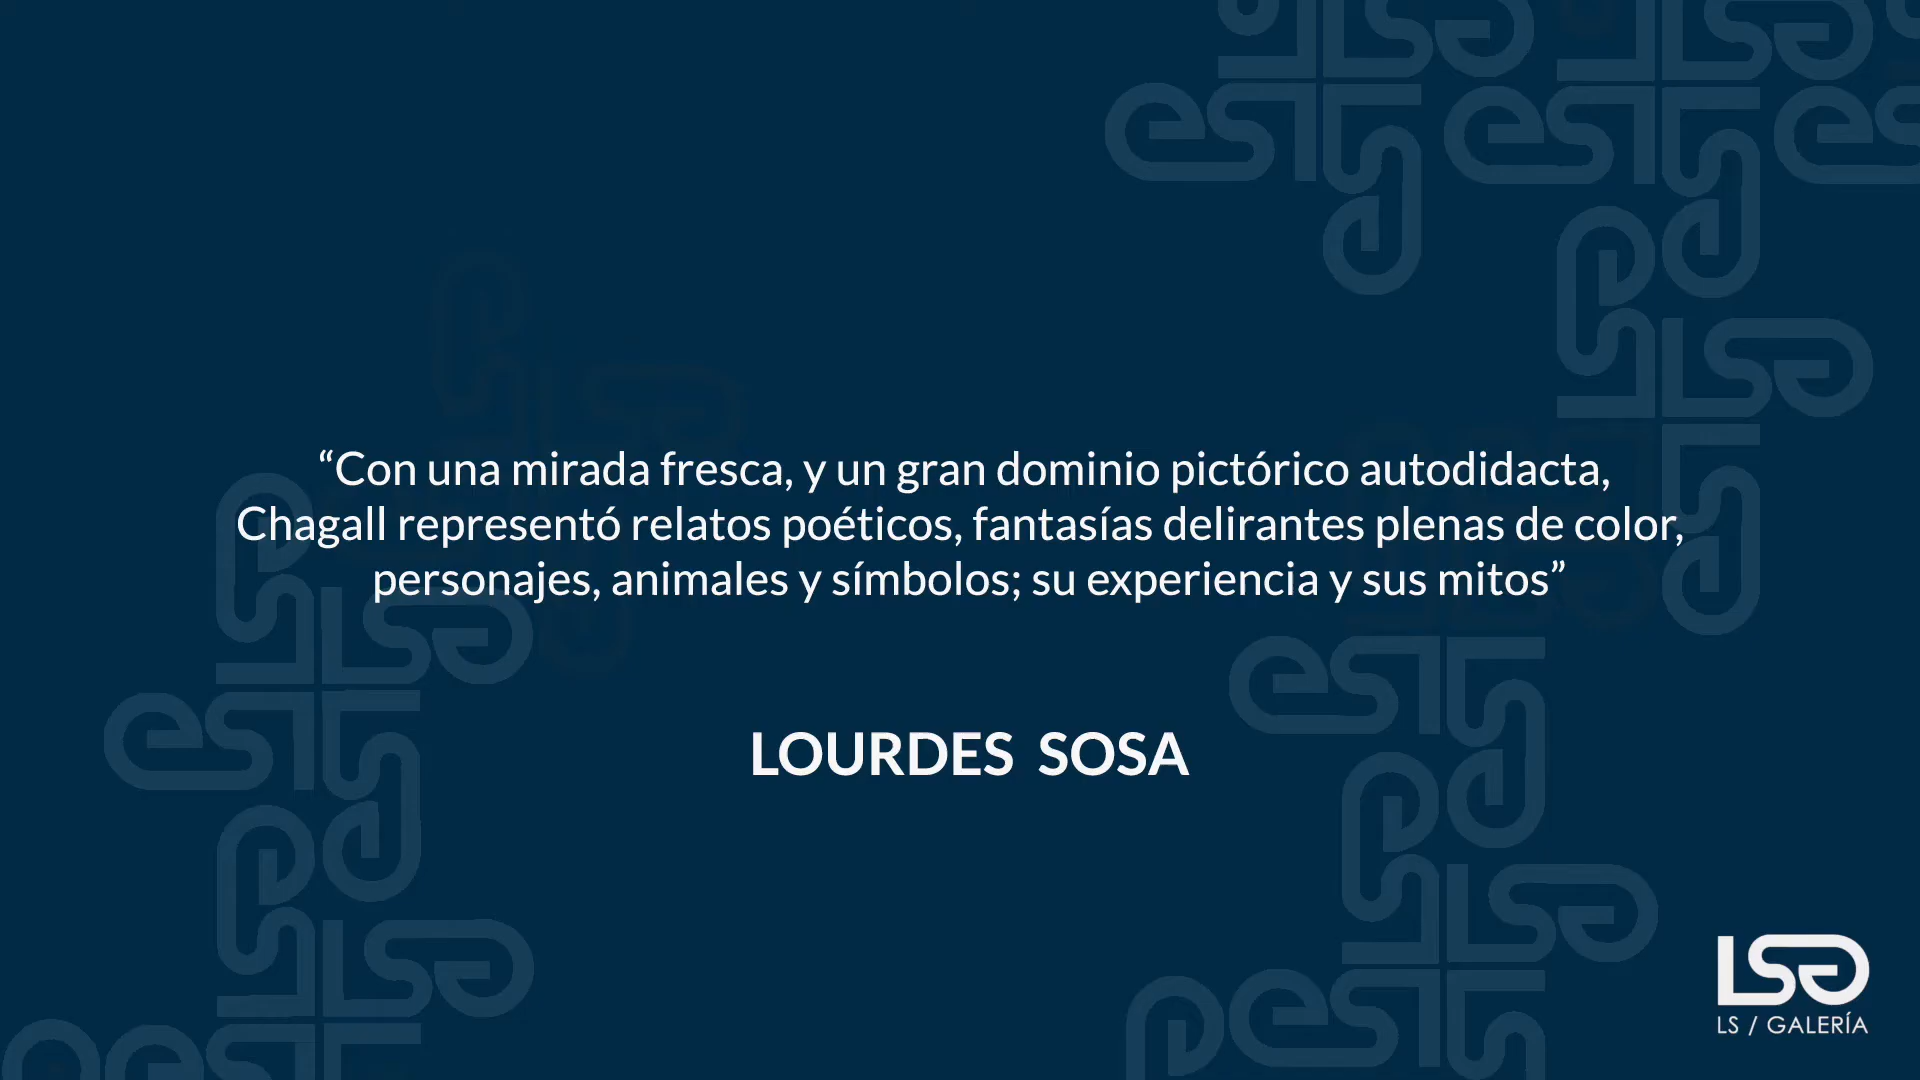 “Con una mirada fresca, y un gran dominio pictórico autodidacta,
Chagall representó relatos poéticos, fantasías delirantes plenas de color,
personajes, animales y símbolos; su experiencia y sus mitos”
LOURDES SOSA
LSG
LS / GALERÍA